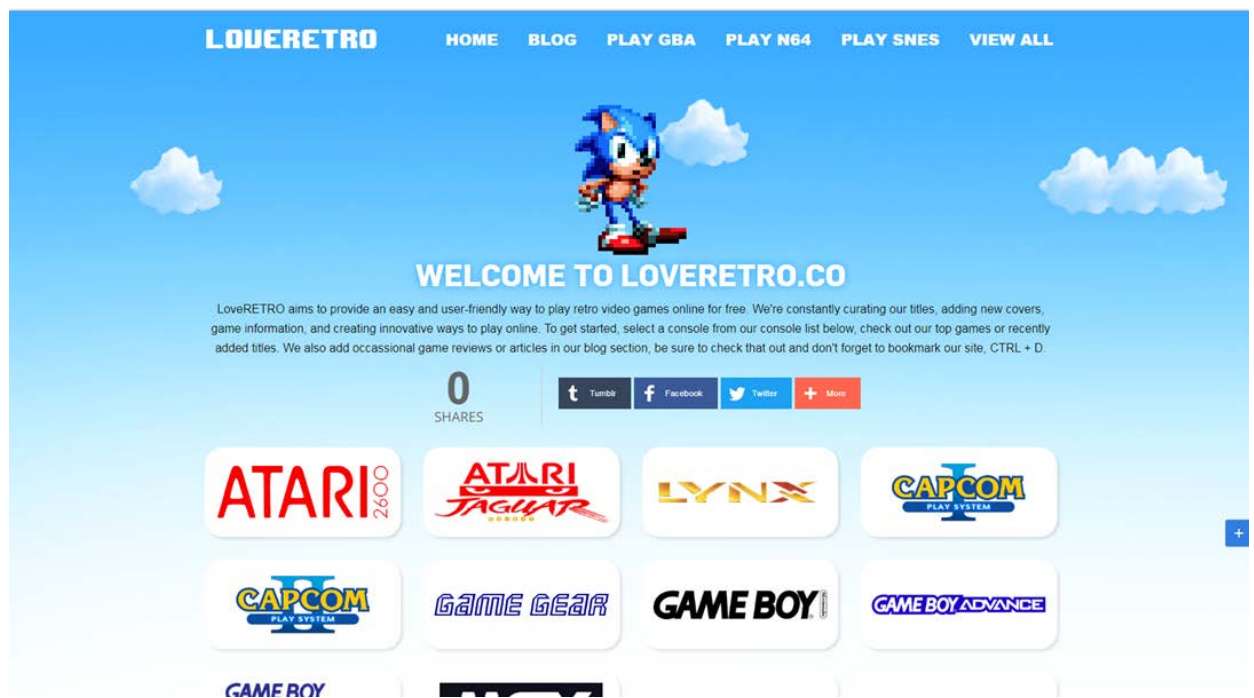 LOVERETRO HOME BLOG PLAY GBA PLAY N64 PLAY SNES VIEW ALL
WELCOME TO LOVERETRO.CO
LoveRETRO aims to provide an easy and user-friendly way to play retro video games online for free. We're constantly curating our titles, adding new covers,
game information, and creating innovative ways to play online. To get started, select a console from our console list below, check out our top games or recently
added titles. We also add occassional game reviews or articles in our blog section, be sure to check that out and don't forget to bookmark our site, CTRL + D.
0
SHARES
t Tumblr f Facebook Twitter + More
ATARI 2600
ATARI
JAGUAR
LYNX
I
CAPCOM
PLAY SYSTEM
II
CAPCOM
PLAY SYSTEM
GAME GEAR
GAME BOY
GAME BOY ADVANCE
+
GAME BOY